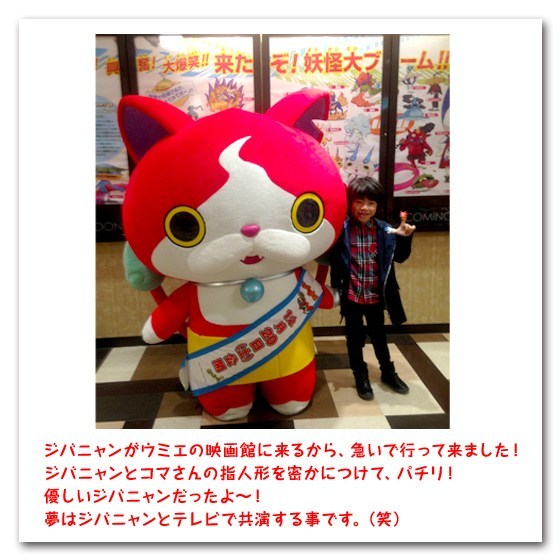 大爆笑!! 来た
ぞ! 妖怪大ブ
ーム!!
COMING
ジバニャンがウミエの映画館に来るから、急いで行って来ました!
ジバニャンとコマさんの指人形を密かにつけて、パチリ!
優しいジバニャンだったよ〜!
夢はジバニャンとテレビで共演する事です。(笑)